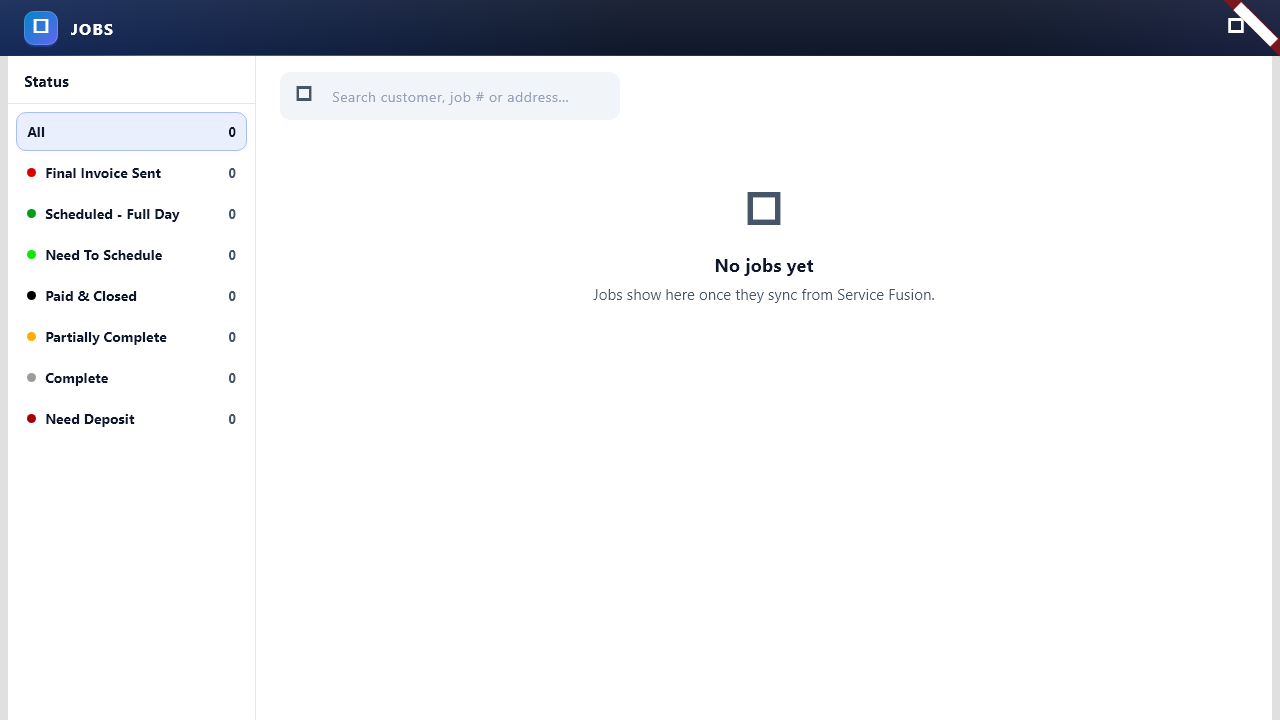 JOBS
Status
All 0
Final Invoice Sent 0
Scheduled - Full Day 0
Need To Schedule 0
Paid & Closed 0
Partially Complete 0
Complete 0
Need Deposit 0
Search customer, job # or address...
No jobs yet
Jobs show here once they sync from Service Fusion.